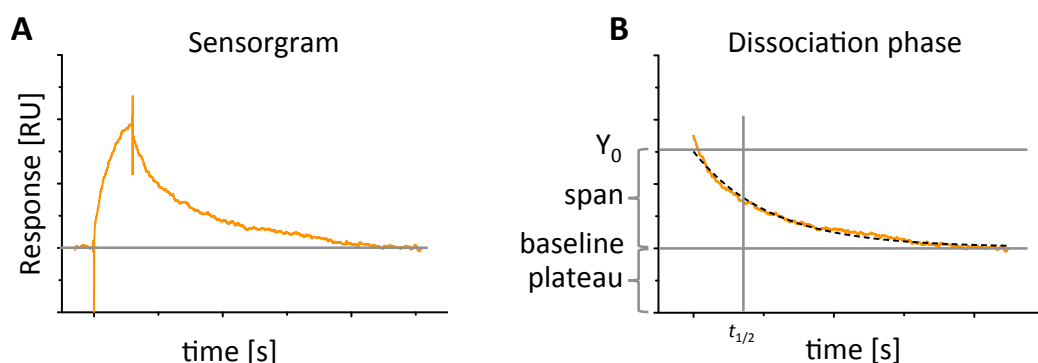 A
Sensorgram
Response [RU]
time [s]
B
Dissociation phase
Y0
span
baseline
plateau
t1/2
time [s]